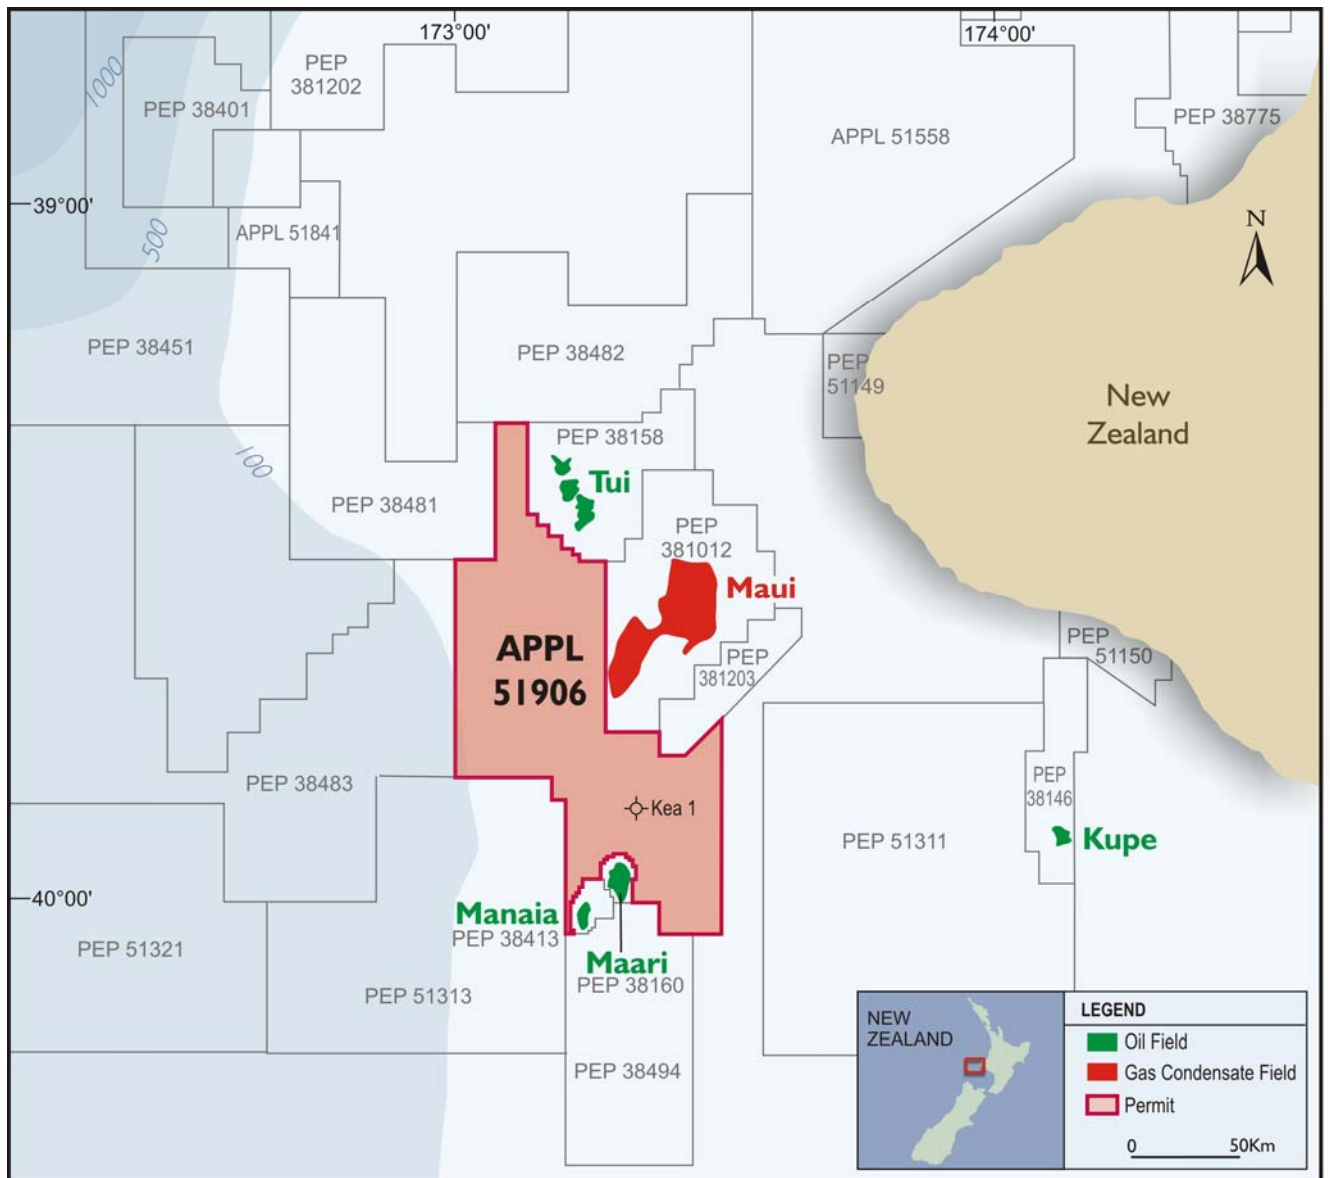 173°00'
174°00'
1000
PEP
381202
PEP 38401
APPL 51558
PEP 38775
39°00'
500
APPL 51841
N
PEP 38451
PEP 38482
PEP
51149
New
Zealand
PEP 38158
100
Tui
PEP 38481
PEP
381012
Maui
APPL
51906
PEP
381203
PEP
51150
PEP 38483
Kea 1
PEP
38146
PEP 51311
Kupe
40°00'
Manaia
PEP 38413
PEP 51321
Maari
PEP 38160
PEP 51313
PEP 38494
NEW
ZEALAND
LEGEND
Oil Field
Gas Condensate Field
Permit
0 50Km